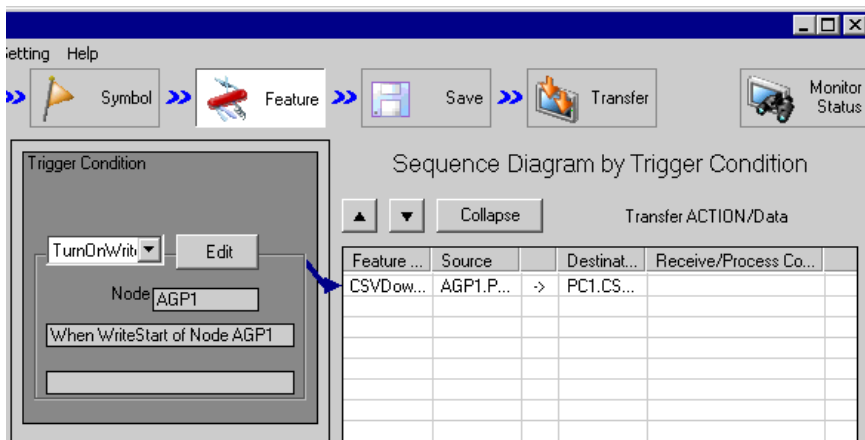 Setting Help
Symbol Feature Save Transfer Monitor Status
Trigger Condition
Sequence Diagram by Trigger Condition
Collapse Transfer ACTION/Data
TurnOnWrit Edit
Feature ... Source Destinat... Receive/Process Co...
CSVDow... AGP1.P... -> PC1.CS...
Node AGP1
When WriteStart of Node AGP1